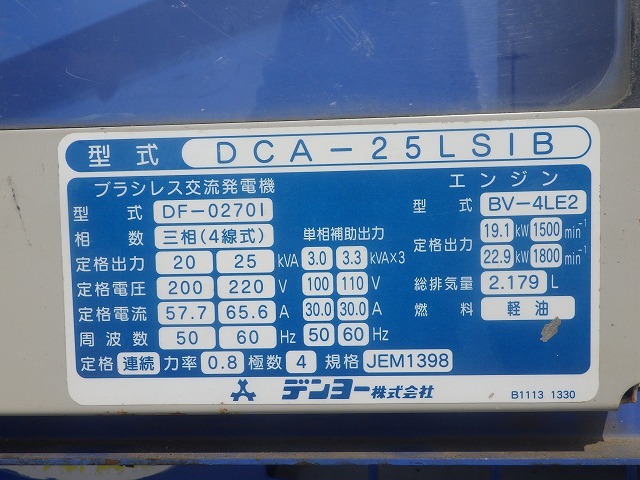 型式 DCA-25LSIB
ブラシレス交流発電機
型式 DF-0270I
相数 三相(4線式) 単相補助出力
定格出力 20 25 kVA 3.0 3.3 kVA×3
定格電圧 200 220 V 100 110 V
定格電流 57.7 65.6 A 30.0 30.0 A
周波数 50 60 Hz 50 60 Hz
定格 連続 力率 0.8 極数 4 規格 JEM1398
エンジン
型式 BV-4LE2
定格出力 19.1 kW 1500 min⁻¹
22.9 kW 1800 min⁻¹
総排気量 2.179 L
燃料 軽油
デンヨー株式会社
B1113 1330